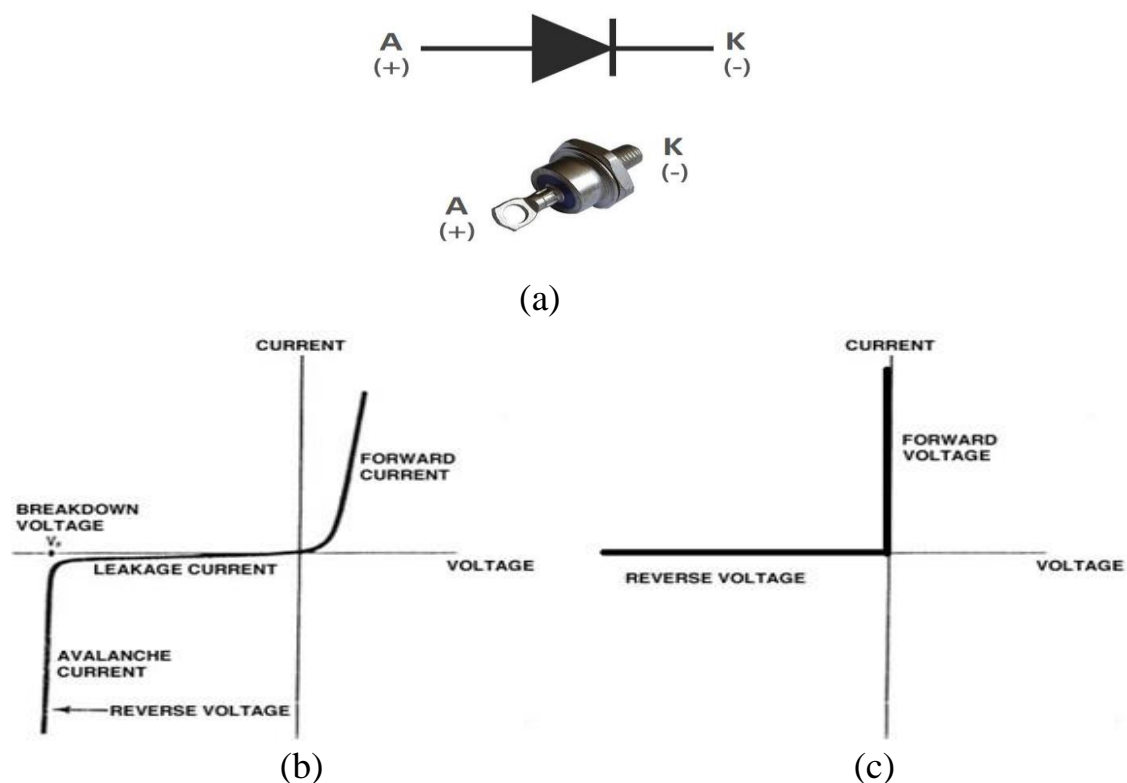 A
(+)
K
(-)
K
(-)
A
(+)
(a)
CURRENT
FORWARD
CURRENT
BREAKDOWN
VOLTAGE
LEAKAGE CURRENT
VOLTAGE
AVALANCHE
CURRENT
REVERSE VOLTAGE
(b)
CURRENT
FORWARD
VOLTAGE
REVERSE VOLTAGE
VOLTAGE
(c)